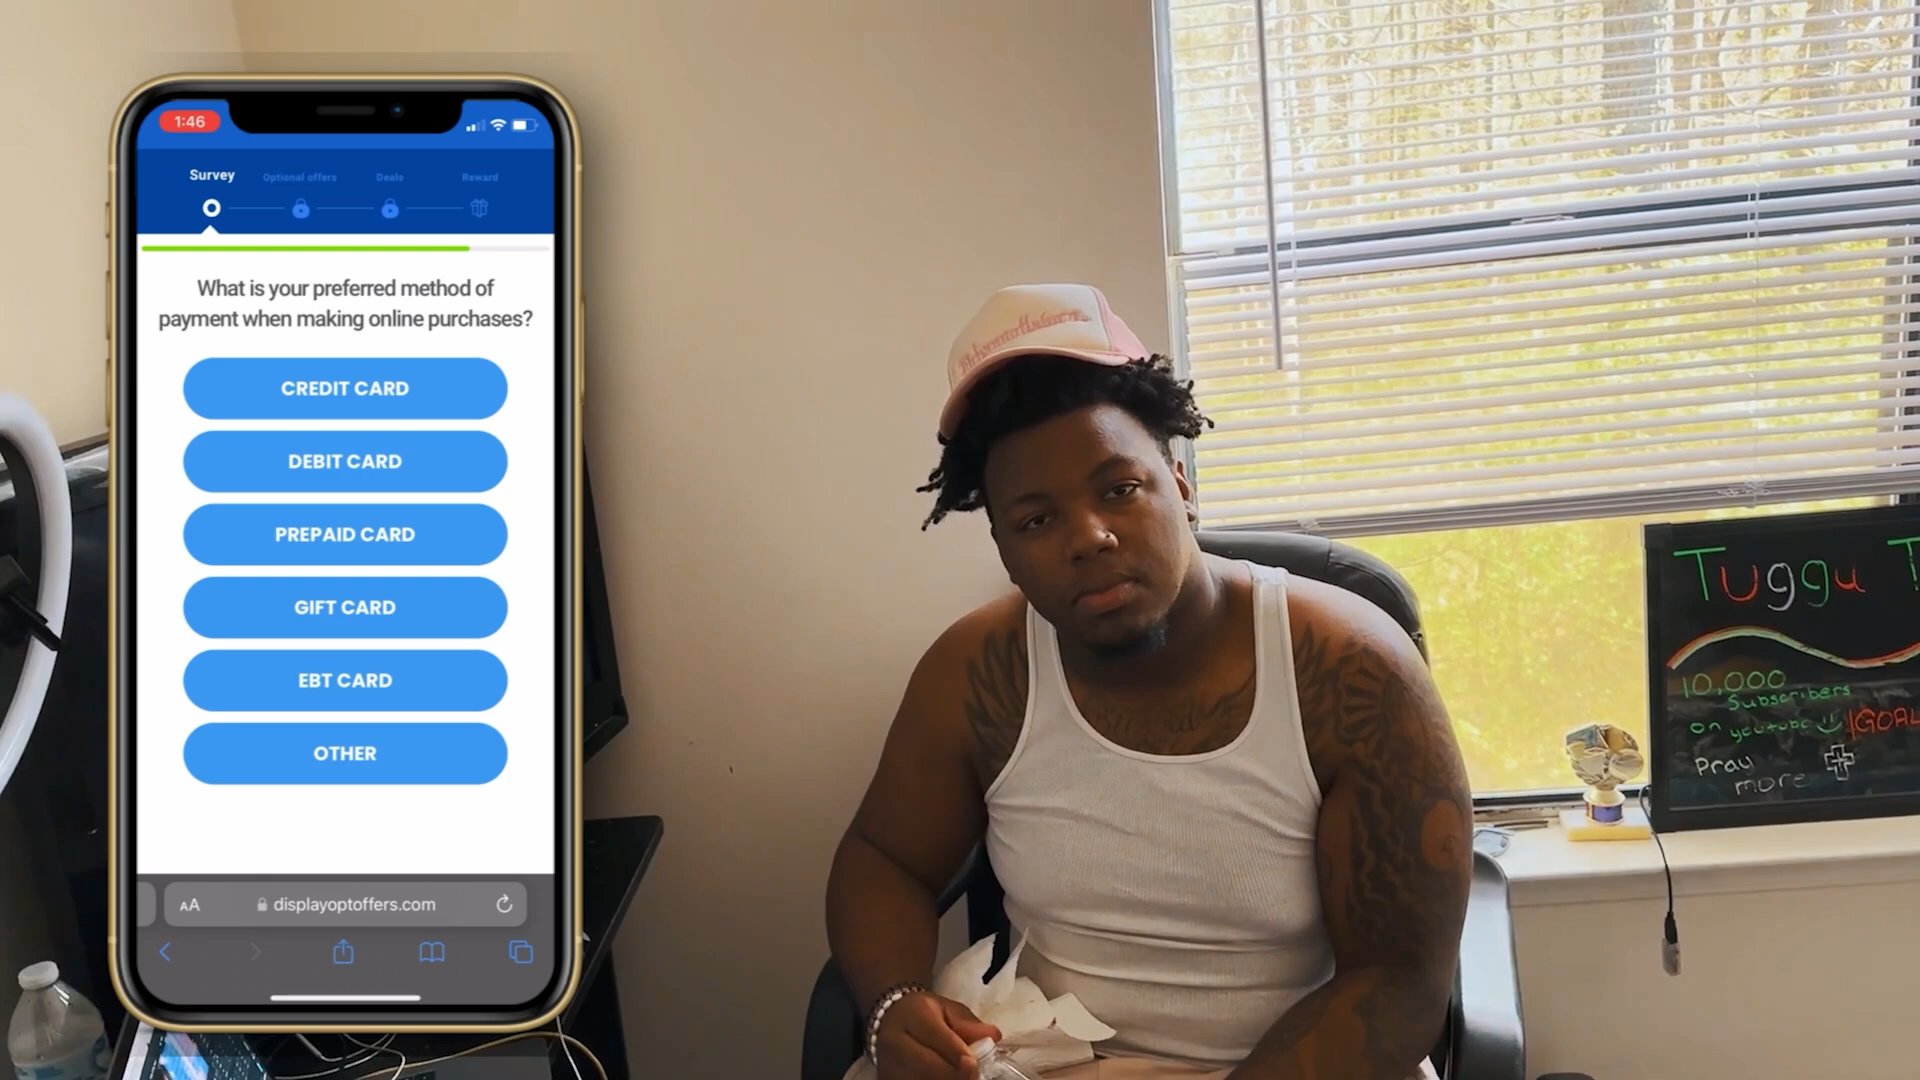 1:46
Survey
Optional offers
Deals
Reward
What is your preferred method of
payment when making online purchases?
CREDIT CARD
DEBIT CARD
PREPAID CARD
GIFT CARD
EBT CARD
OTHER
AA
displayoptoffers.com
Tuggu T
10,000
Subscribers
on youtube GOAL
Pray
more